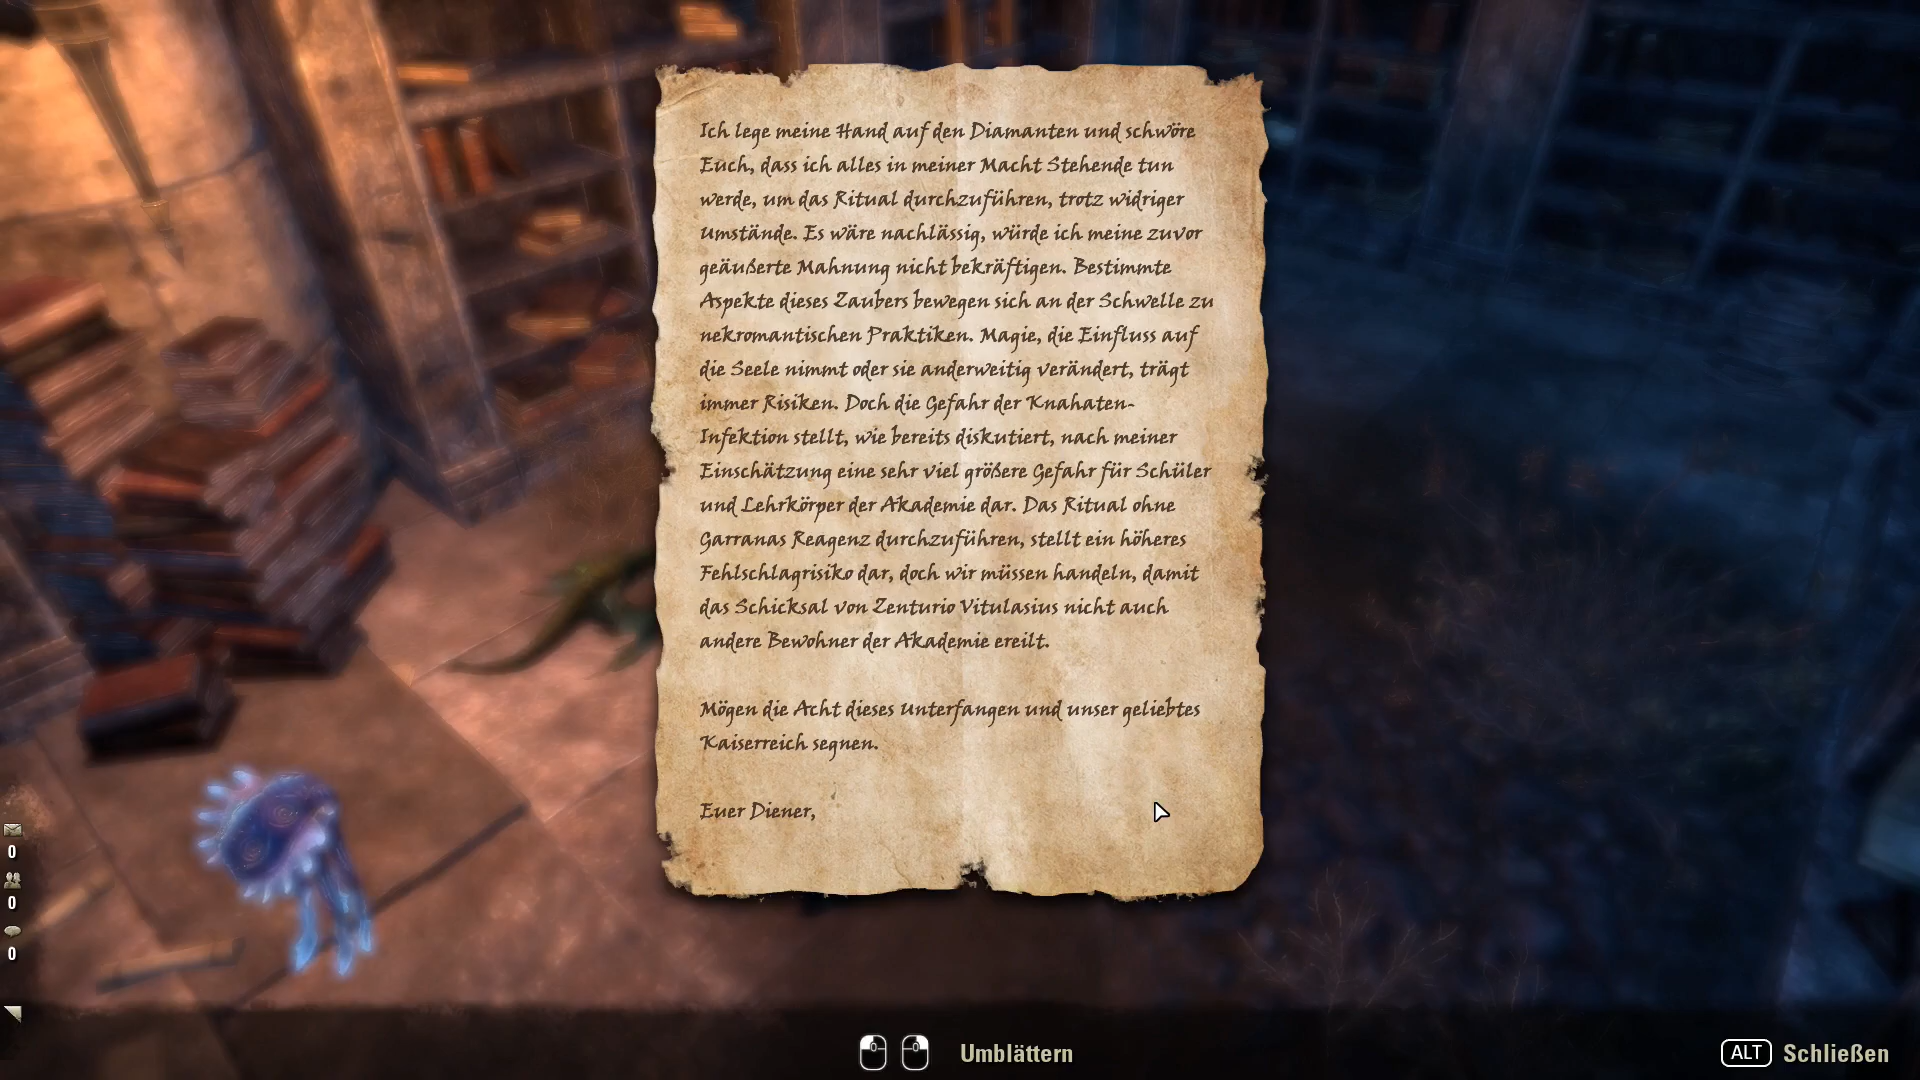 Ich lege meine Hand auf den Diamanten und schwöre
Euch, dass ich alles in meiner Macht Stehende tun
werde, um das Ritual durchzuführen, trotz widriger
Umstände. Es wäre nachlässig, würde ich meine zuvor
geäußerte Mahnung nicht bekräftigen. Bestimmte
Aspekte dieses Zaubers bewegen sich an der Schwelle zu
nekromantischen Praktiken. Magie, die Einfluss auf
die Seele nimmt oder sie anderweitig verändert, trägt
immer Risiken. Doch die Gefahr der Knahaten-
Infektion stellt, wie bereits diskutiert, nach meiner
Einschätzung eine sehr viel größere Gefahr für Schüler
und Lehrkörper der Akademie dar. Das Ritual ohne
Garranas Reagenz durchzuführen, stellt ein höheres
Fehlschlagrisiko dar, doch wir müssen handeln, damit
das Schicksal von Zenturio Vitulasius nicht auch
andere Bewohner der Akademie ereilt.
Mögen die Acht dieses Unterfangen und unser geliebtes
Kaiserreich segnen.
Euer Diener,
0
0
0
Umblättern
ALT Schließen